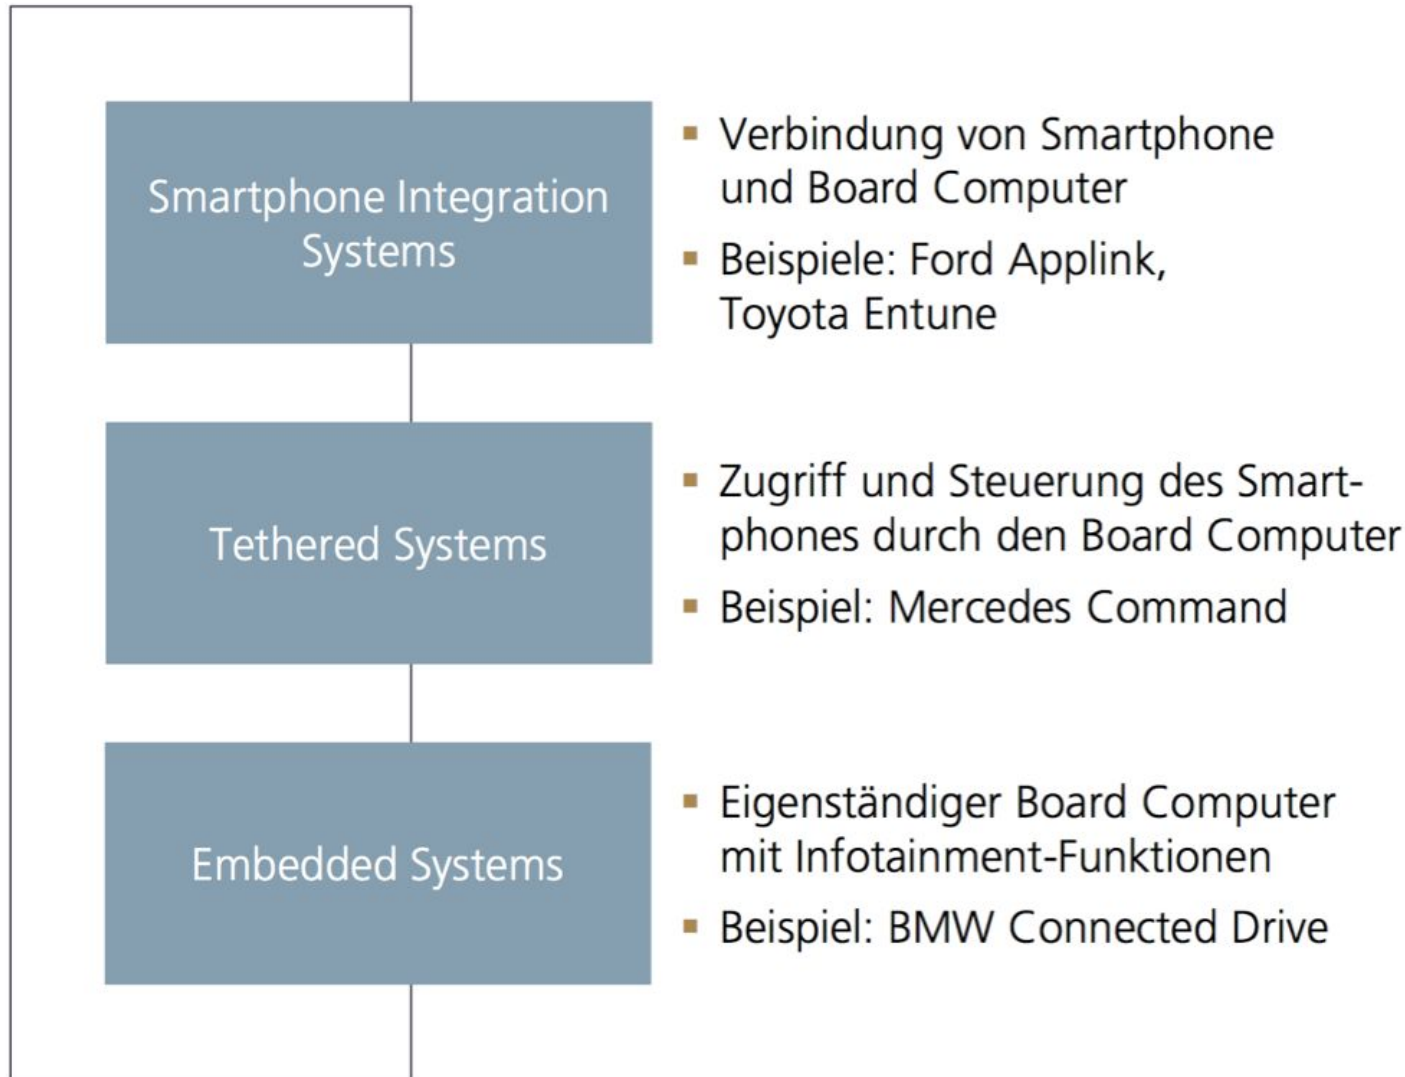 Smartphone Integration
Systems
▪ Verbindung von Smartphone
und Board Computer
▪ Beispiele: Ford Applink,
Toyota Entune
Tethered Systems
▪ Zugriff und Steuerung des Smart-
phones durch den Board Computer
▪ Beispiel: Mercedes Command
Embedded Systems
▪ Eigenständiger Board Computer
mit Infotainment-Funktionen
▪ Beispiel: BMW Connected Drive